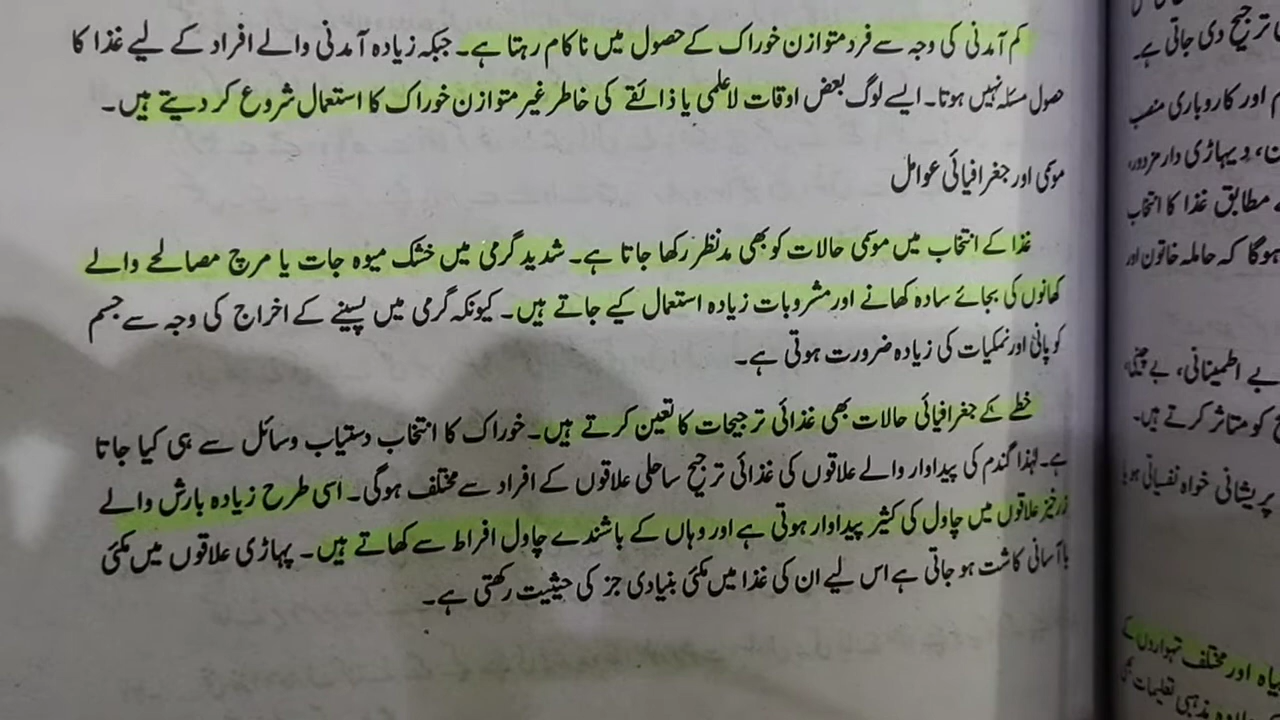 کم آمدنی کی وجہ سے فرد متوازن خوراک کے حصول میں ناکام رہتا ہے۔ جبکہ زیادہ آمدنی والے افراد کے لیے غذا کا
حصول مسئلہ نہیں ہوتا۔ ایسے لوگ بعض اوقات لاعلمی یا ذائقے کی خاطر غیر متوازن خوراک کا استعمال شروع کر دیتے ہیں۔
موسمی اور جغرافیائی عوامل
غذا کے انتخاب میں موسمی حالات کو بھی مدنظر رکھا جاتا ہے۔ شدید گرمی میں خشک میوہ جات یا مرچ مصالحے والے
کھانوں کی بجائے سادہ کھانے اور مشروبات زیادہ استعمال کیے جاتے ہیں۔ کیونکہ گرمی میں پسینے کے اخراج کی وجہ سے جسم
کو پانی اور نمکیات کی زیادہ ضرورت ہوتی ہے۔
خطے کے جغرافیائی حالات بھی غذائی ترجیحات کا تعین کرتے ہیں۔ خوراک کا انتخاب دستیاب وسائل سے ہی کیا جاتا
ہے۔ لہٰذا گندم کی پیداوار والے علاقوں کی غذائی ترجیح ساحلی علاقوں کے افراد سے مختلف ہوگی۔ اسی طرح زیادہ بارش والے
زرخیز علاقوں میں چاول کی کثیر پیداوار ہوتی ہے اور وہاں کے باشندے چاول افراط سے کھاتے ہیں۔ پہاڑی علاقوں میں مکئی
باآسانی کاشت ہو جاتی ہے اس لیے ان کی غذا میں مکئی بنیادی جز کی حیثیت رکھتی ہے۔
ترجیح دی جاتی ہے۔
اور کاروباری منصب
دیہاڑی دار مزدور،
مطابق غذا کا انتخاب
ہوگا کہ حاملہ خاتون اور
بے اطمینانی، بے چینی،
کو متاثر کرتے ہیں۔
پریشانی خواہ نفسیاتی ہو یا
بیاہ اور مختلف تہواروں کے
مذہبی تعلیمات بھی